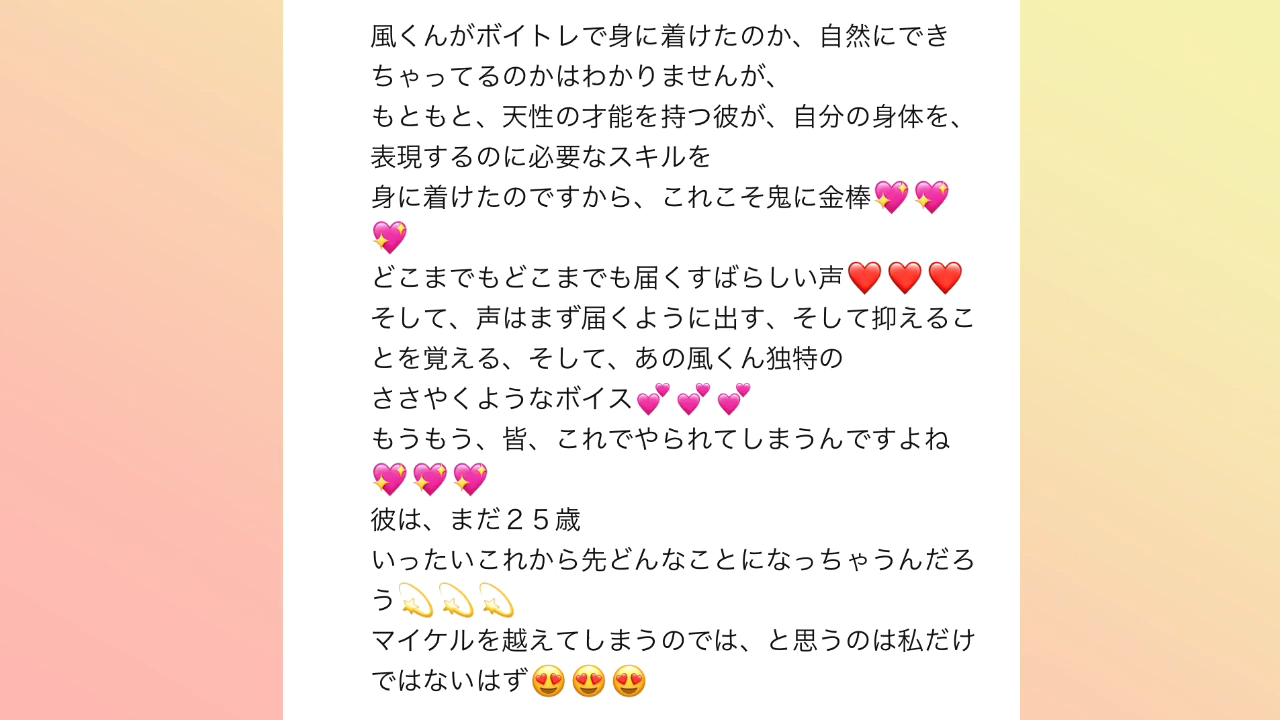 風くんがボイトレで身に着けたのか、自然にでき
ちゃってるのかはわかりませんが、
もともと、天性の才能を持つ彼が、自分の身体を、
表現するのに必要なスキルを
身に着けたのですから、これこそ鬼に金棒💖💖
💖
どこまでもどこまでも届くすばらしい声❤️❤️❤️
そして、声はまず届くように出す、そして抑えるこ
とを覚える、そして、あの風くん独特の
ささやくようなボイス💕💕💕
もうもう、皆、これでやられてしまうんですよね
💖💖💖
彼は、まだ２５歳
いったいこれから先どんなことになっちゃうんだろ
う💫💫💫
マイケルを越えてしまうのでは、と思うのは私だけ
ではないはず😍😍😍